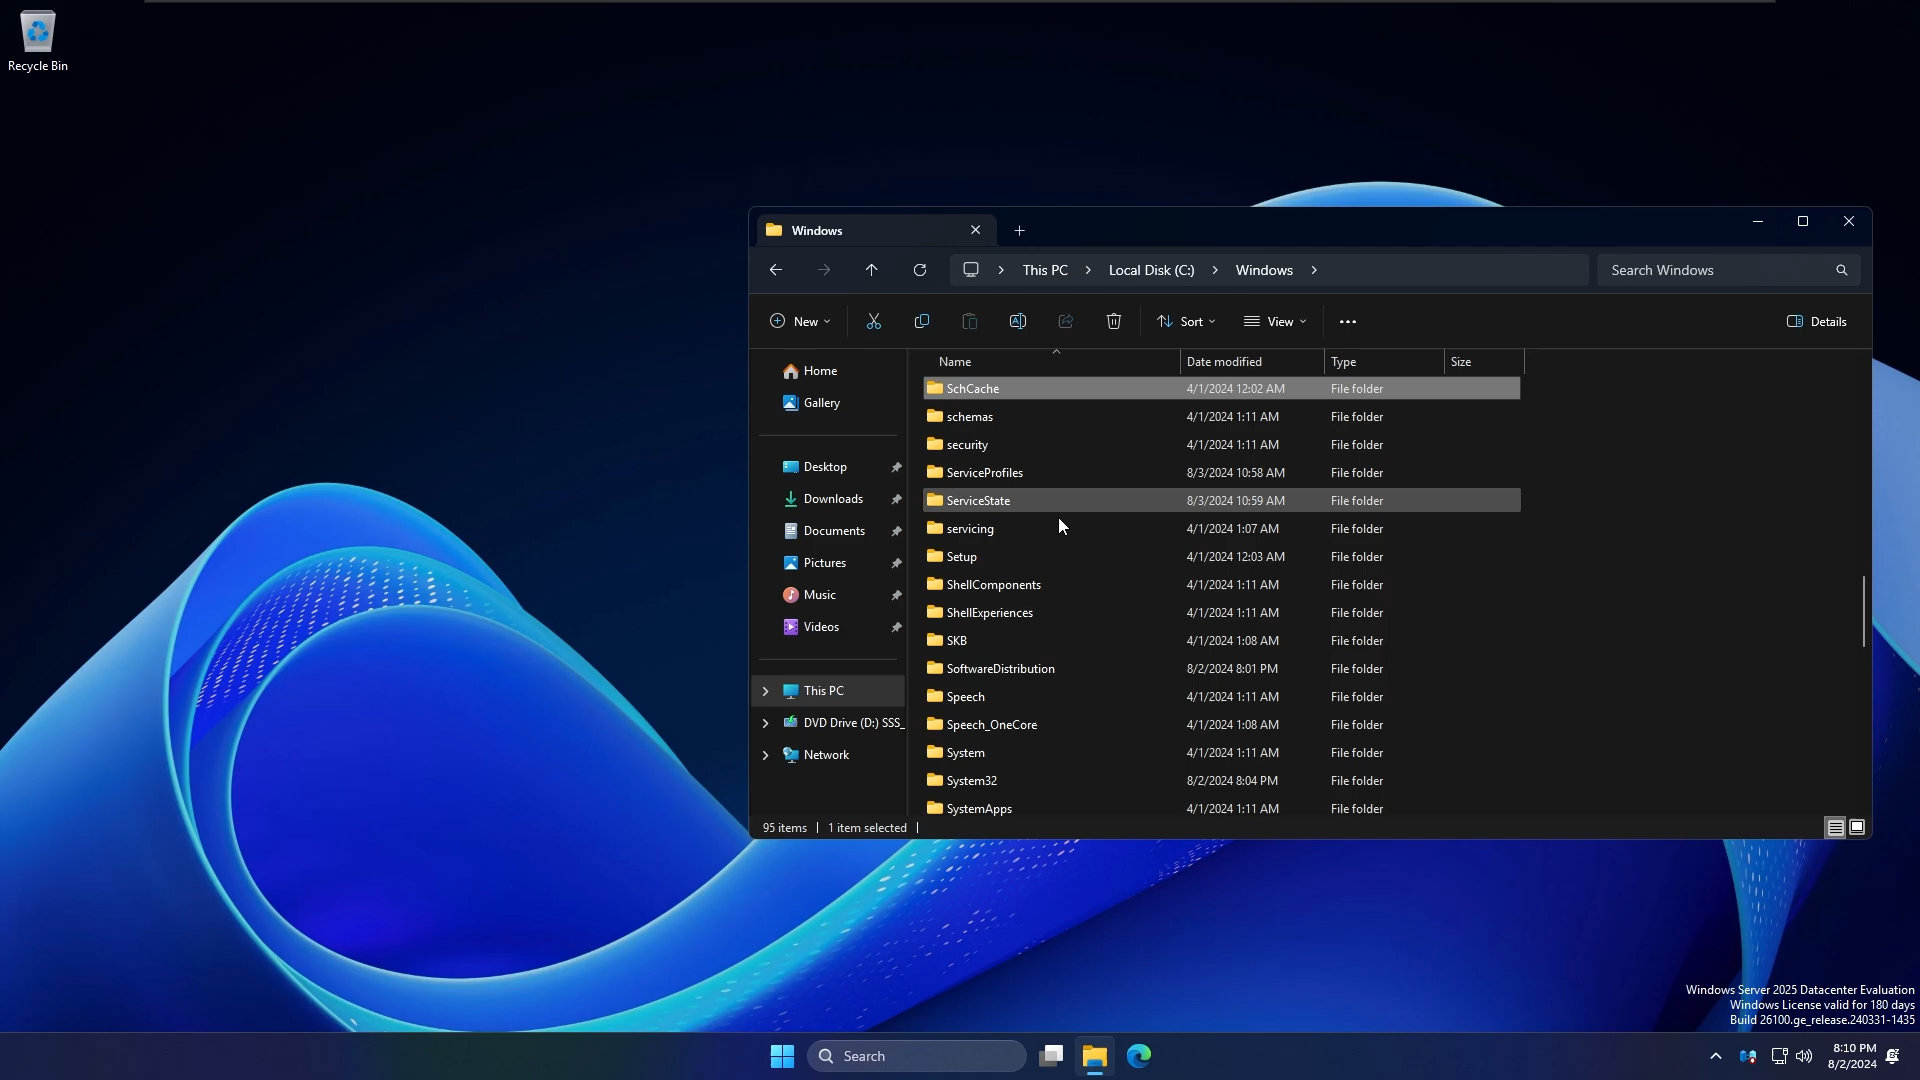 Recycle Bin
Windows
This PC
Local Disk (C:)
Windows
Search Windows
New
Sort
View
Details
Home
Gallery
Desktop
Downloads
Documents
Pictures
Music
Videos
This PC
DVD Drive (D:) SSS_
Network
Name Date modified Type Size
SchCache 4/1/2024 12:02 AM File folder
schemas 4/1/2024 1:11 AM File folder
security 4/1/2024 1:11 AM File folder
ServiceProfiles 8/3/2024 10:58 AM File folder
ServiceState 8/3/2024 10:59 AM File folder
servicing 4/1/2024 1:07 AM File folder
Setup 4/1/2024 12:03 AM File folder
ShellComponents 4/1/2024 1:11 AM File folder
ShellExperiences 4/1/2024 1:11 AM File folder
SKB 4/1/2024 1:08 AM File folder
SoftwareDistribution 8/2/2024 8:01 PM File folder
Speech 4/1/2024 1:11 AM File folder
Speech_OneCore 4/1/2024 1:08 AM File folder
System 4/1/2024 1:11 AM File folder
System32 8/2/2024 8:04 PM File folder
SystemApps 4/1/2024 1:11 AM File folder
95 items 1 item selected
Windows Server 2025 Datacenter Evaluation
Windows License valid for 180 days
Build 26100.ge_release.240331-1435
Search
8:10 PM
8/2/2024